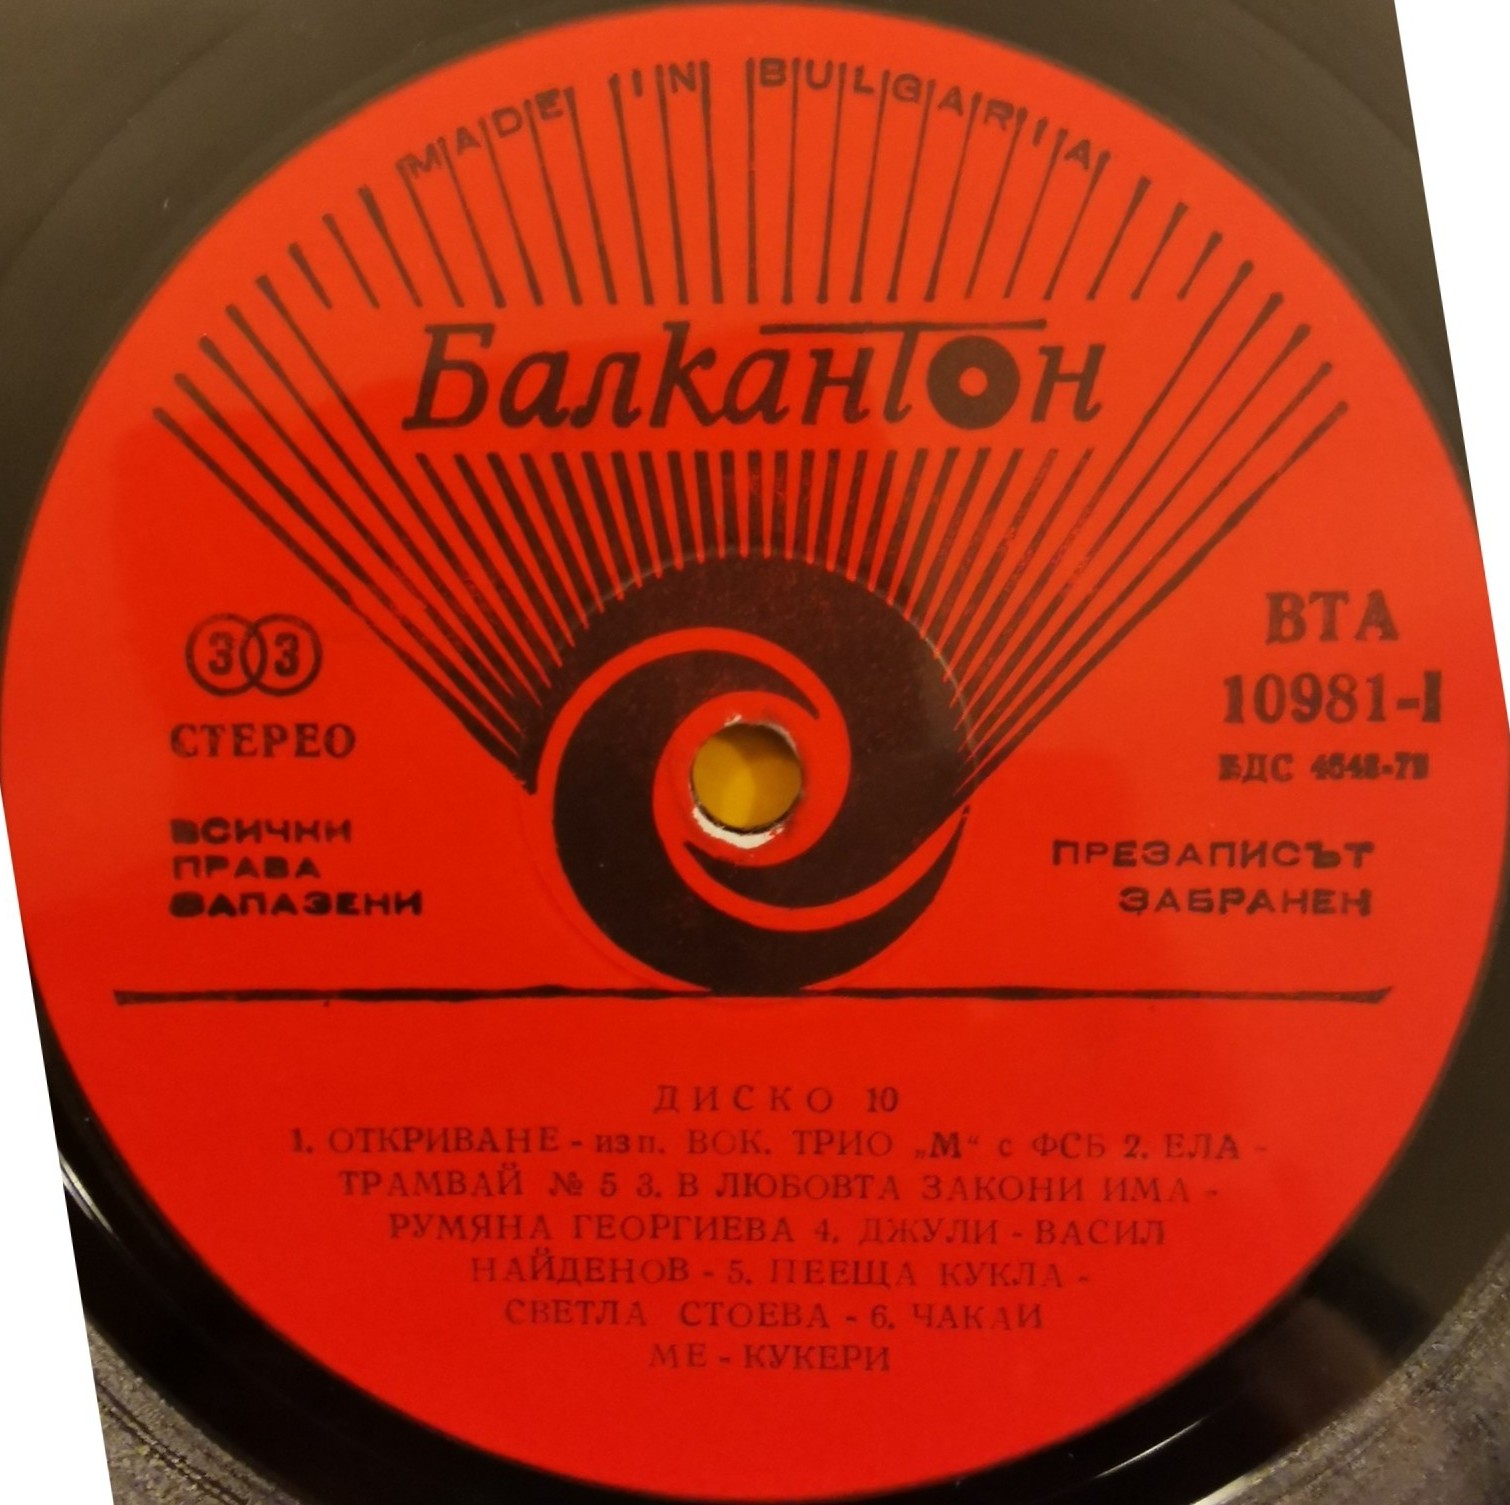 MADE IN BULGARIA
Балкантон
33
СТЕРЕО
ВСИЧКИ
ПРАВА
ЗАПАЗЕНИ
ВТА
10981-I
БДС
ПРЕЗАПИСЪТ
ЗАБРАНЕН
ДИСКО 10
1. ОТКРИВАНЕ - изп. ВОК. ТРИО „М“ с ФСБ 2. ЕЛА -
ТРАМВАЙ № 5 3. В ЛЮБОВТА ЗАКОНИ ИМА -
РУМЯНА ГЕОРГИЕВА 4. ДЖУЛИ - ВАСИЛ
НАЙДЕНОВ - 5. ПЕЕЩА КУКЛА -
СВЕТЛА СТОЕВА - 6. ЧАКАЙ
МЕ - КУКЕРИ